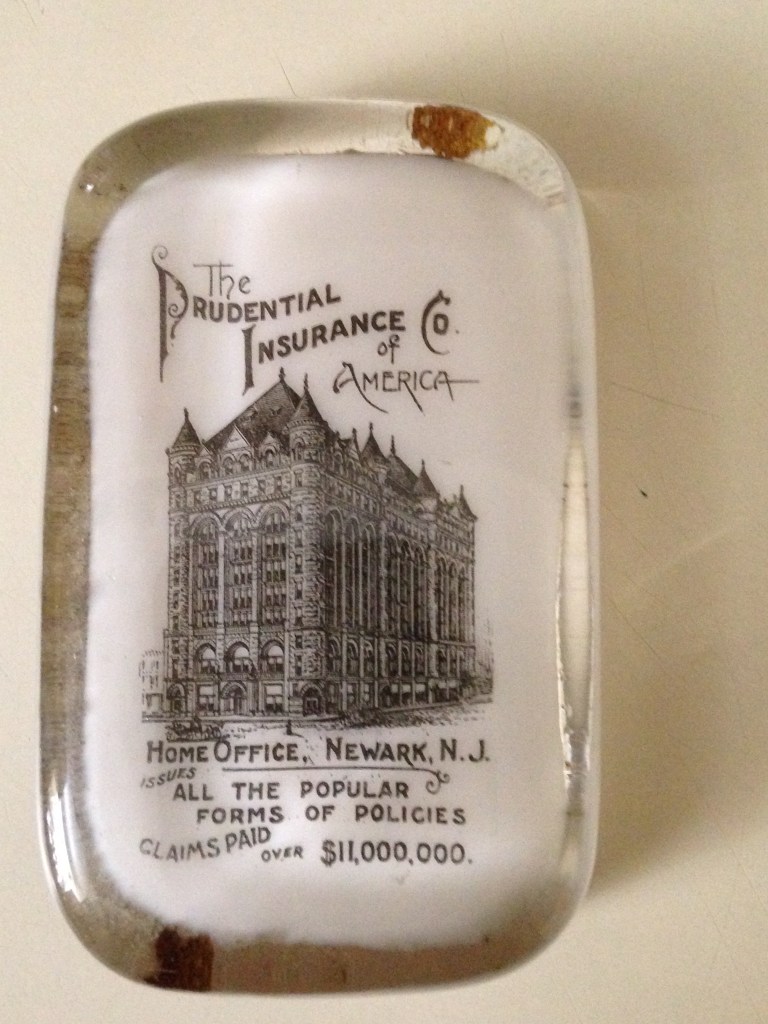 The
PRUDENTIAL
INSURANCE CO.
of
AMERICA
HOME OFFICE, NEWARK, N.J.
ISSUES
ALL THE POPULAR
FORMS OF POLICIES
CLAIMS PAID OVER $11,000,000.